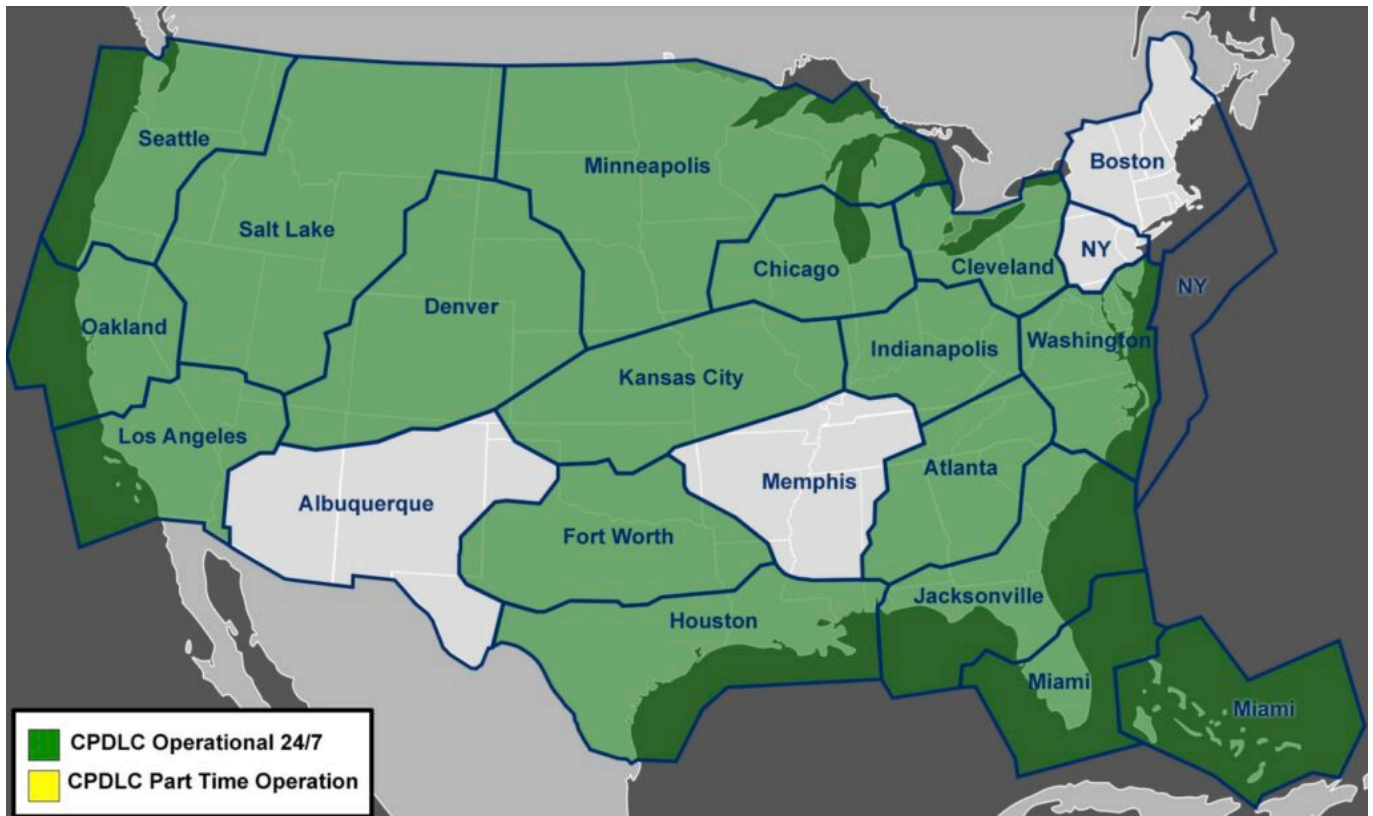 Seattle
Boston
Minneapolis
Salt Lake
NY
Chicago
Cleveland
NY
Denver
Oakland
Washington
Indianapolis
Kansas City
Los Angeles
Atlanta
Memphis
Albuquerque
Fort Worth
Jacksonville
Houston
Miami
Miami
CPDLC Operational 24/7
CPDLC Part Time Operation